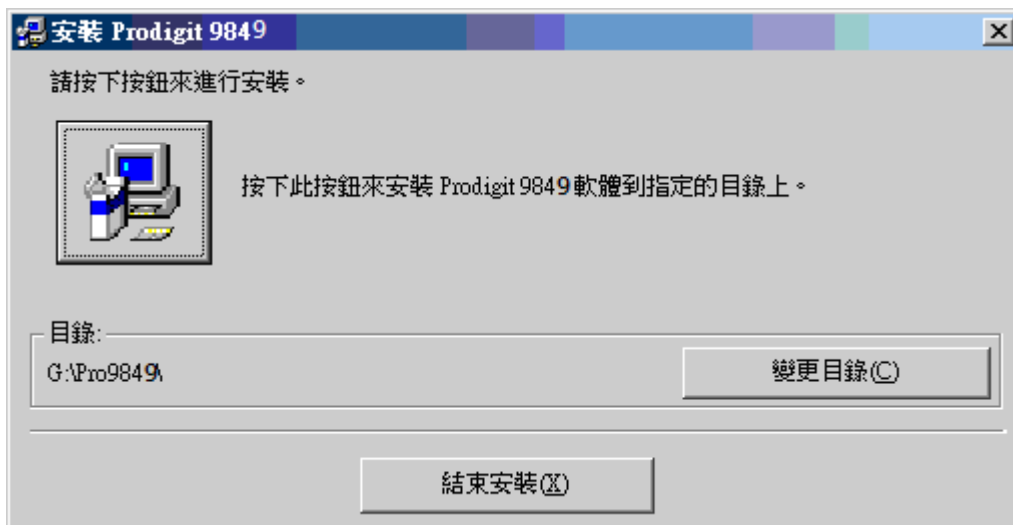 安裝 Prodigit 9849
請按下按鈕來進行安裝。
按下此按鈕來安裝 Prodigit 9849 軟體到指定的目錄上。
目錄:
G:\Pro9849\
變更目錄(C)
結束安裝(X)